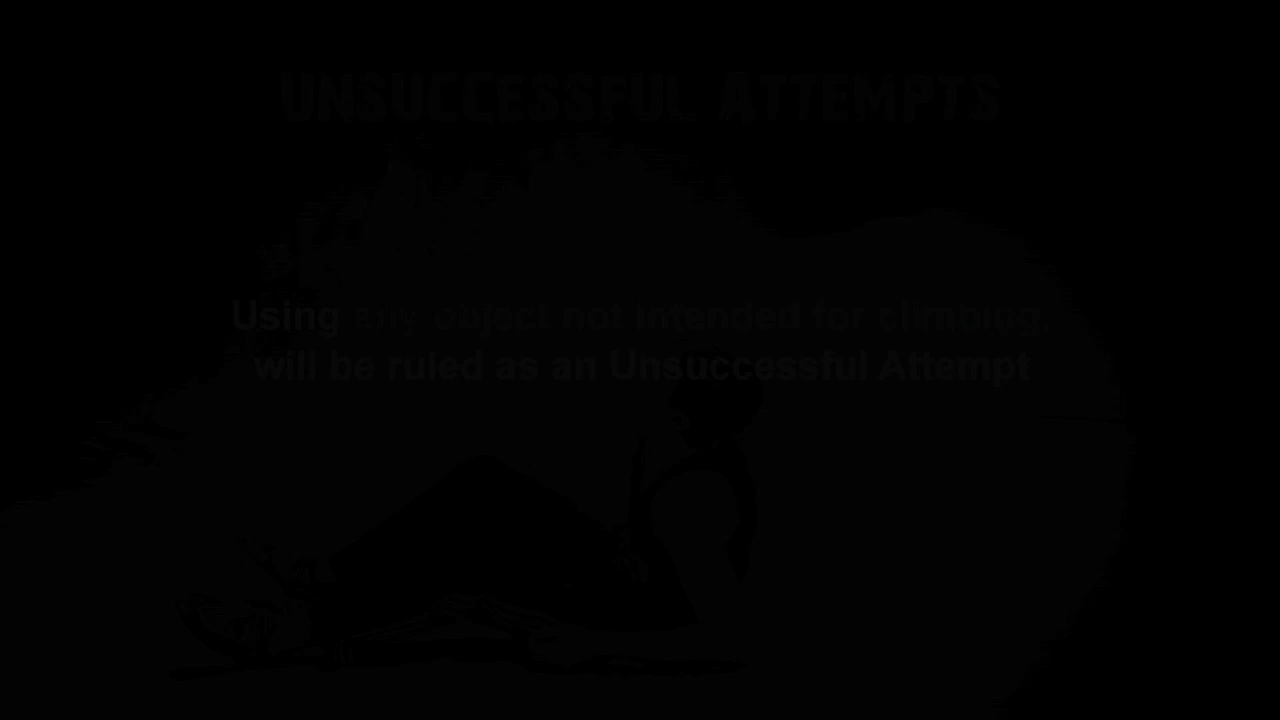 UNSUCCESSFUL ATTEMPTS
Using any object not intended for climbing,
will be ruled as an Unsuccessful Attempt